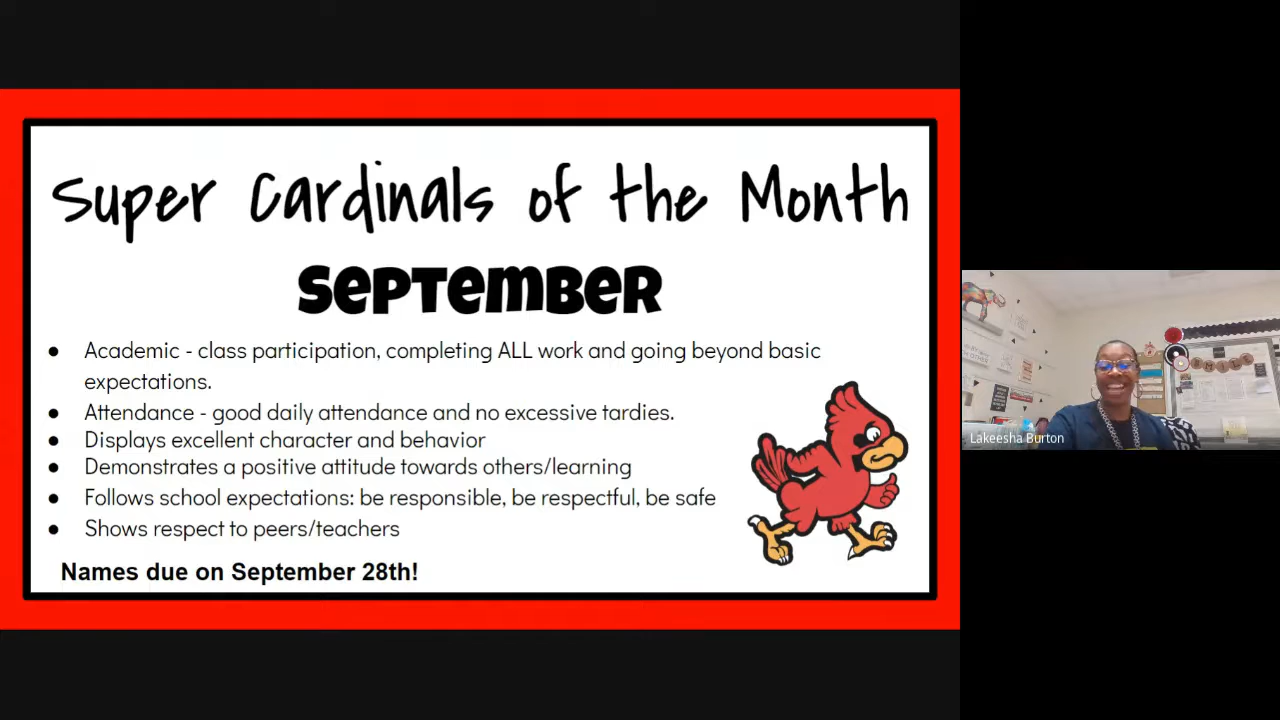 Super Cardinals of the Month
September
● Academic - class participation, completing ALL work and going beyond basic
expectations.
● Attendance - good daily attendance and no excessive tardies.
● Displays excellent character and behavior
● Demonstrates a positive attitude towards others/learning
● Follows school expectations: be responsible, be respectful, be safe
● Shows respect to peers/teachers
Names due on September 28th!
Lakeesha Burton
SMILE